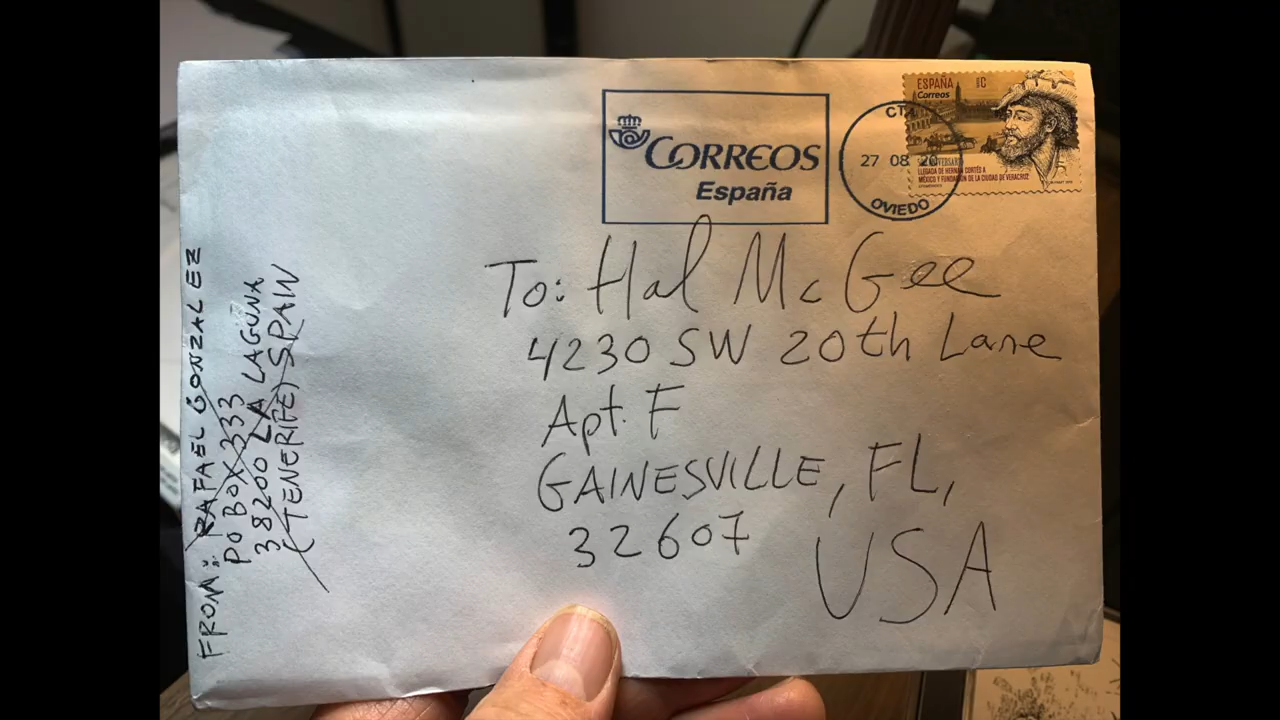 CORREOS
España
ESPAÑA
Correos
C
LLEGADA DE HERNÁN CORTÉS A
MÉXICO Y FUNDACIÓN DE LA CIUDAD DE VERACRUZ
27 08 20
OVIEDO
To: Hal McGee
4230 SW 20th Lane
Apt. F
GAINESVILLE, FL,
32607
USA
FROM: RAFAEL GONZALEZ
PO BOX 333
38200 LA LAGUNA
(TENERIFE) SPAIN